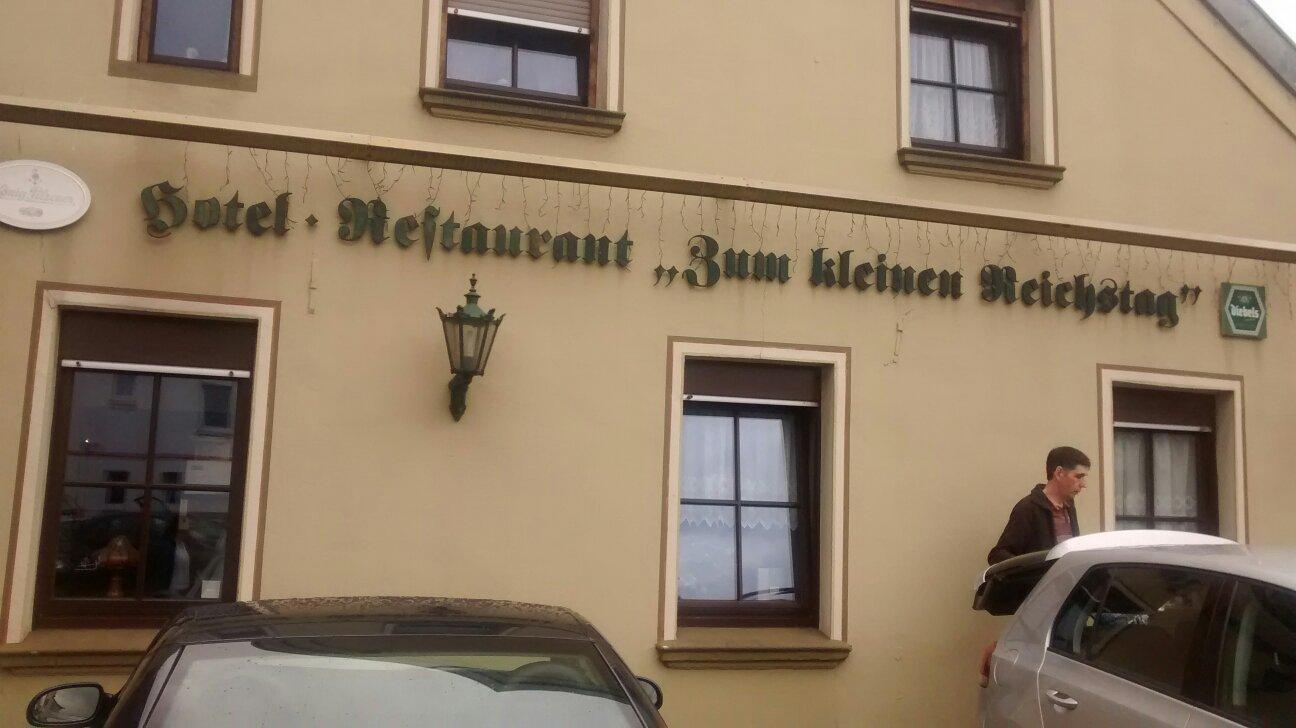 Hotel · Reſtaurant „Zum kleinen Reichstag”
Diebels